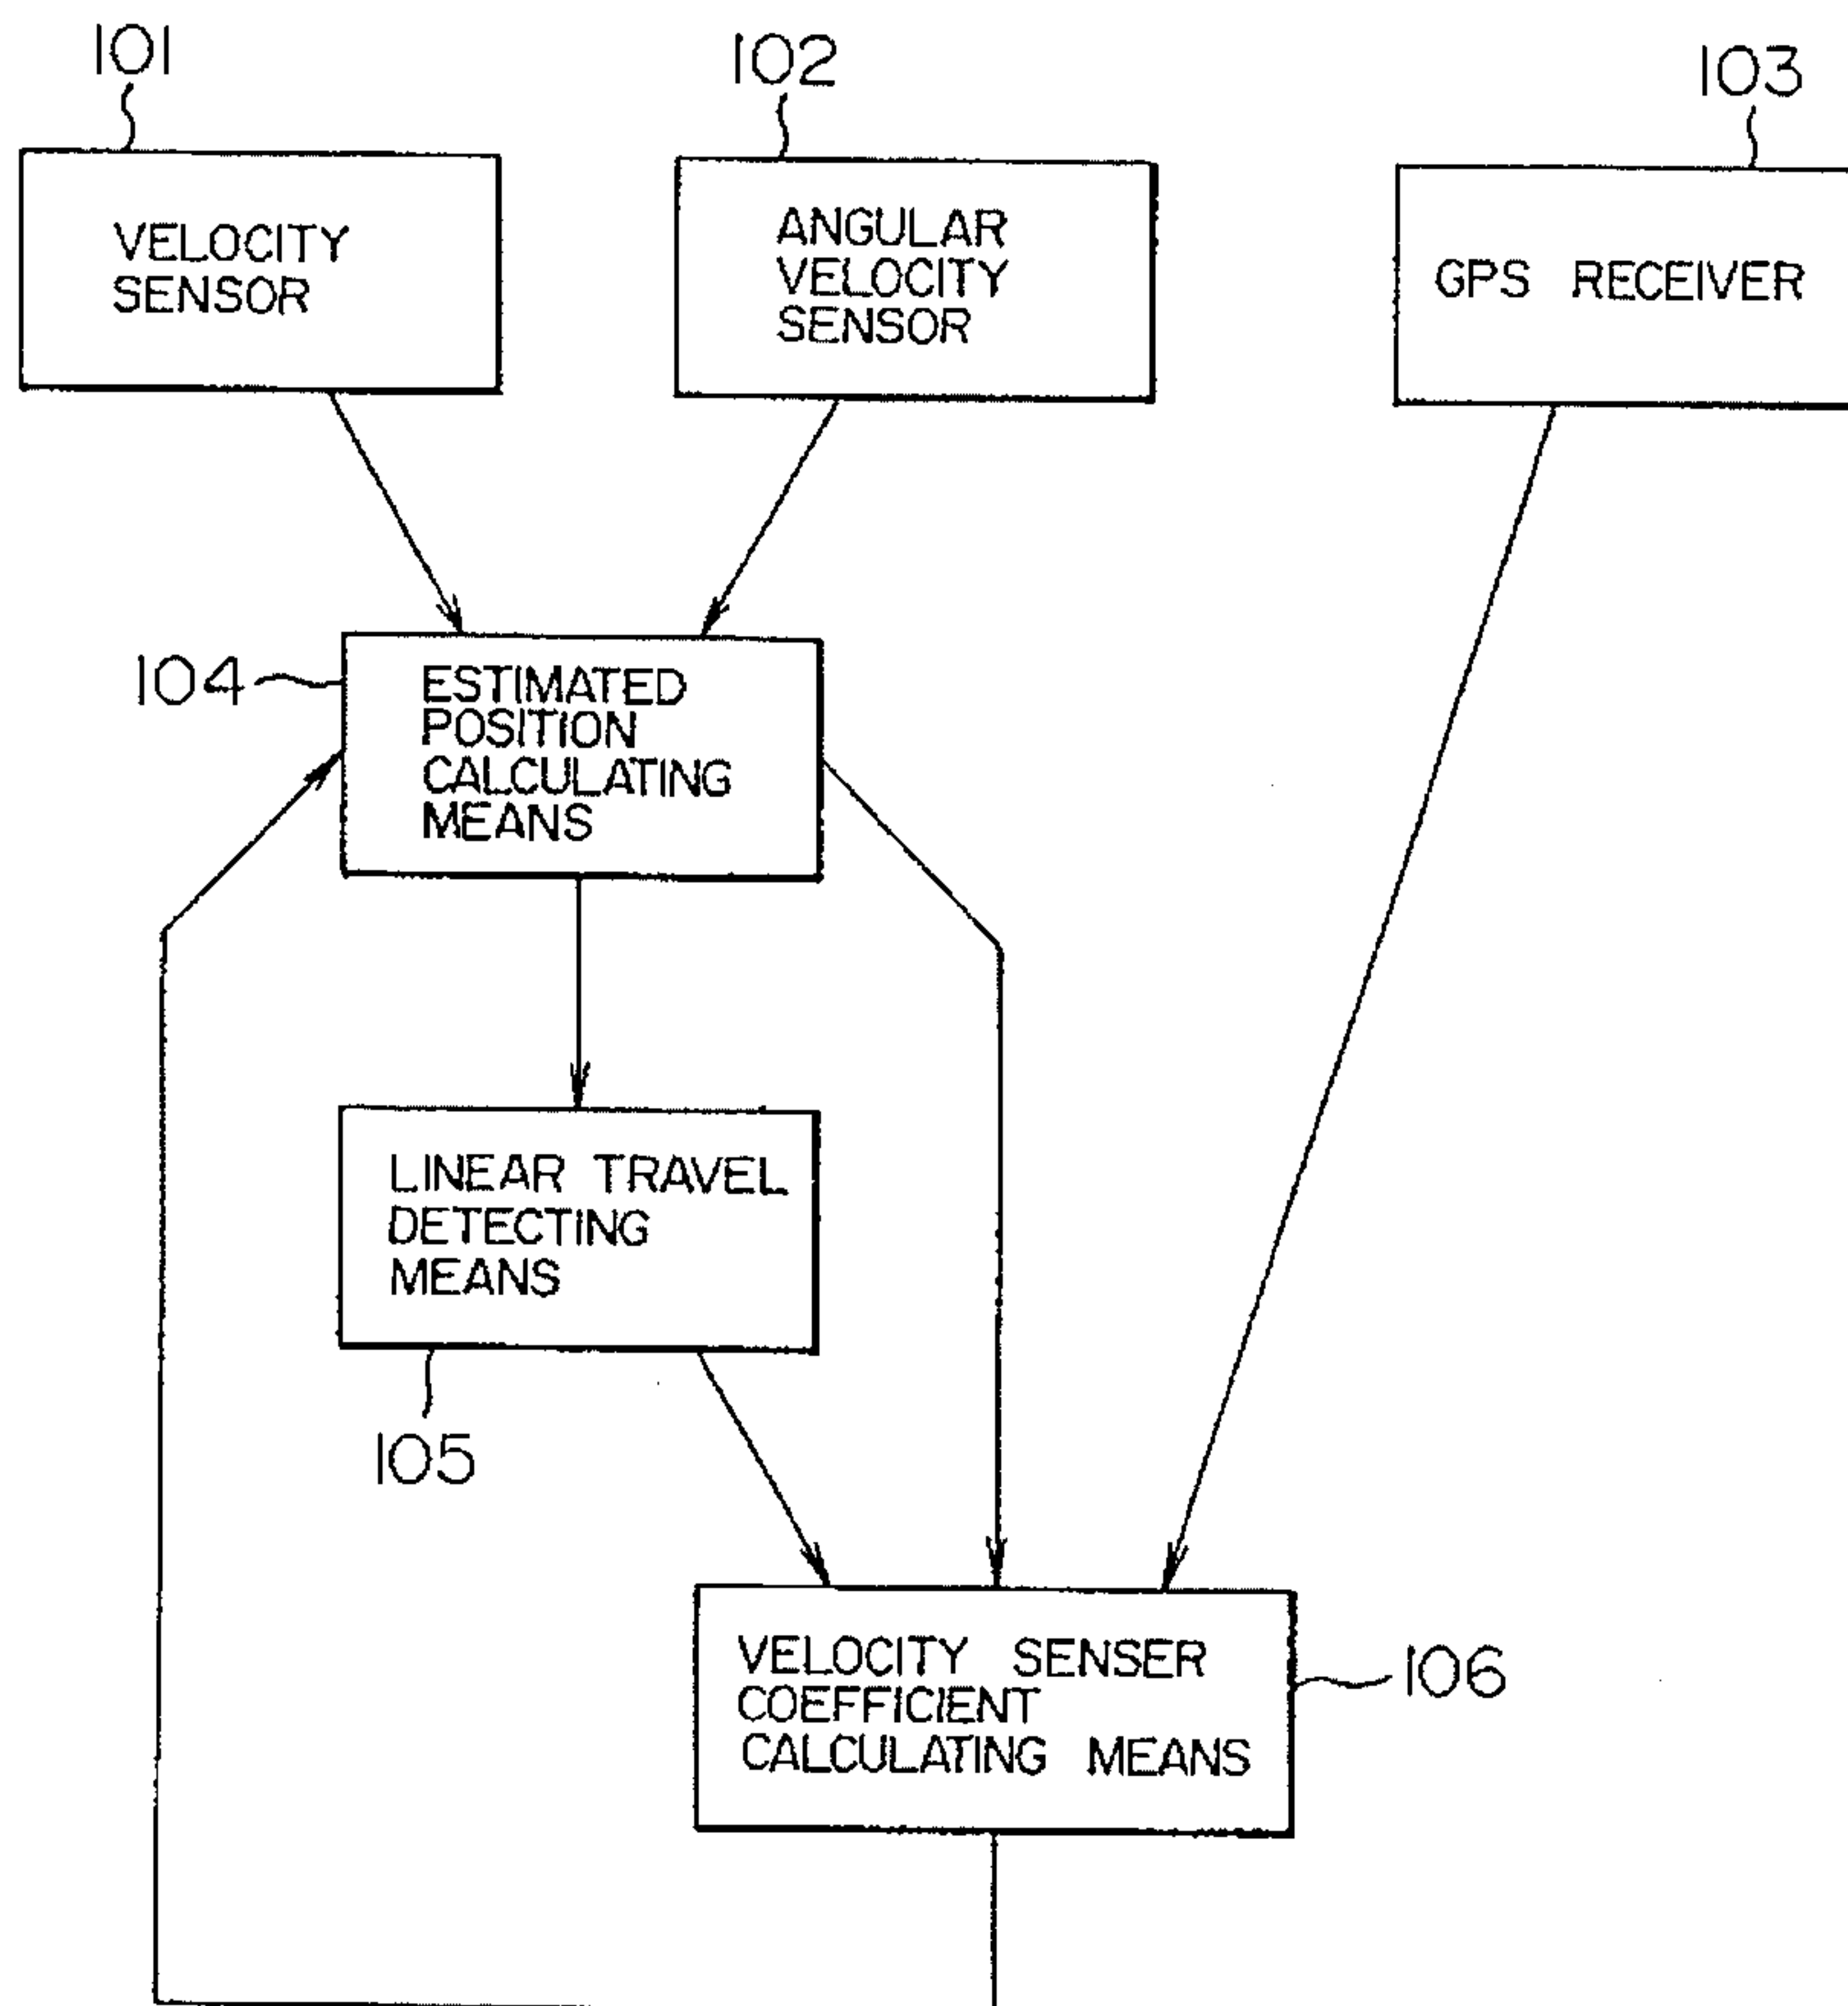 101
102
103
VELOCITY
SENSOR
ANGULAR
VELOCITY
SENSOR
GPS RECEIVER
104
ESTIMATED
POSITION
CALCULATING
MEANS
LINEAR TRAVEL
DETECTING
MEANS
105
VELOCITY SENSER
COEFFICIENT
CALCULATING MEANS
106